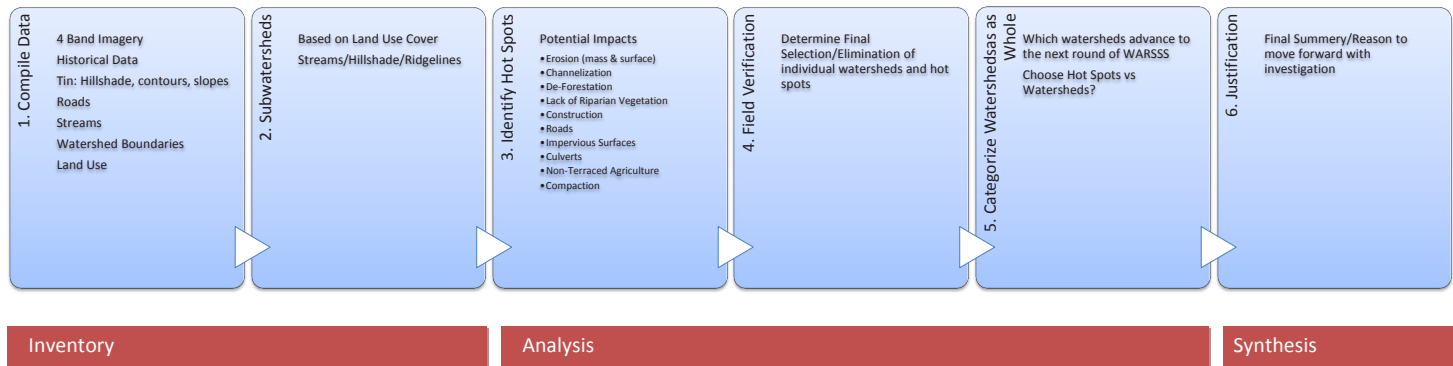 1. Compile Data
4 Band Imagery
Historical Data
Tin: Hillshade, contours, slopes
Roads
Streams
Watershed Boundaries
Land Use
2. Subwatersheds
Based on Land Use Cover
Streams/Hillshade/Ridgelines
3. Identify Hot Spots
Potential Impacts
•Erosion (mass & surface)
•Channelization
•De-Forestation
•Lack of Riparian Vegetation
•Construction
•Roads
•Impervious Surfaces
•Culverts
•Non-Terraced Agriculture
•Compaction
4. Field Verification
Determine Final
Selection/Elimination of
individual watersheds and hot
spots
5. Categorize Watershedsas as
Whole
Which watersheds advance to
the next round of WARSSS
Choose Hot Spots vs
Watersheds?
6. Justification
Final Summery/Reason to
move forward with
investigation
Inventory
Analysis
Synthesis